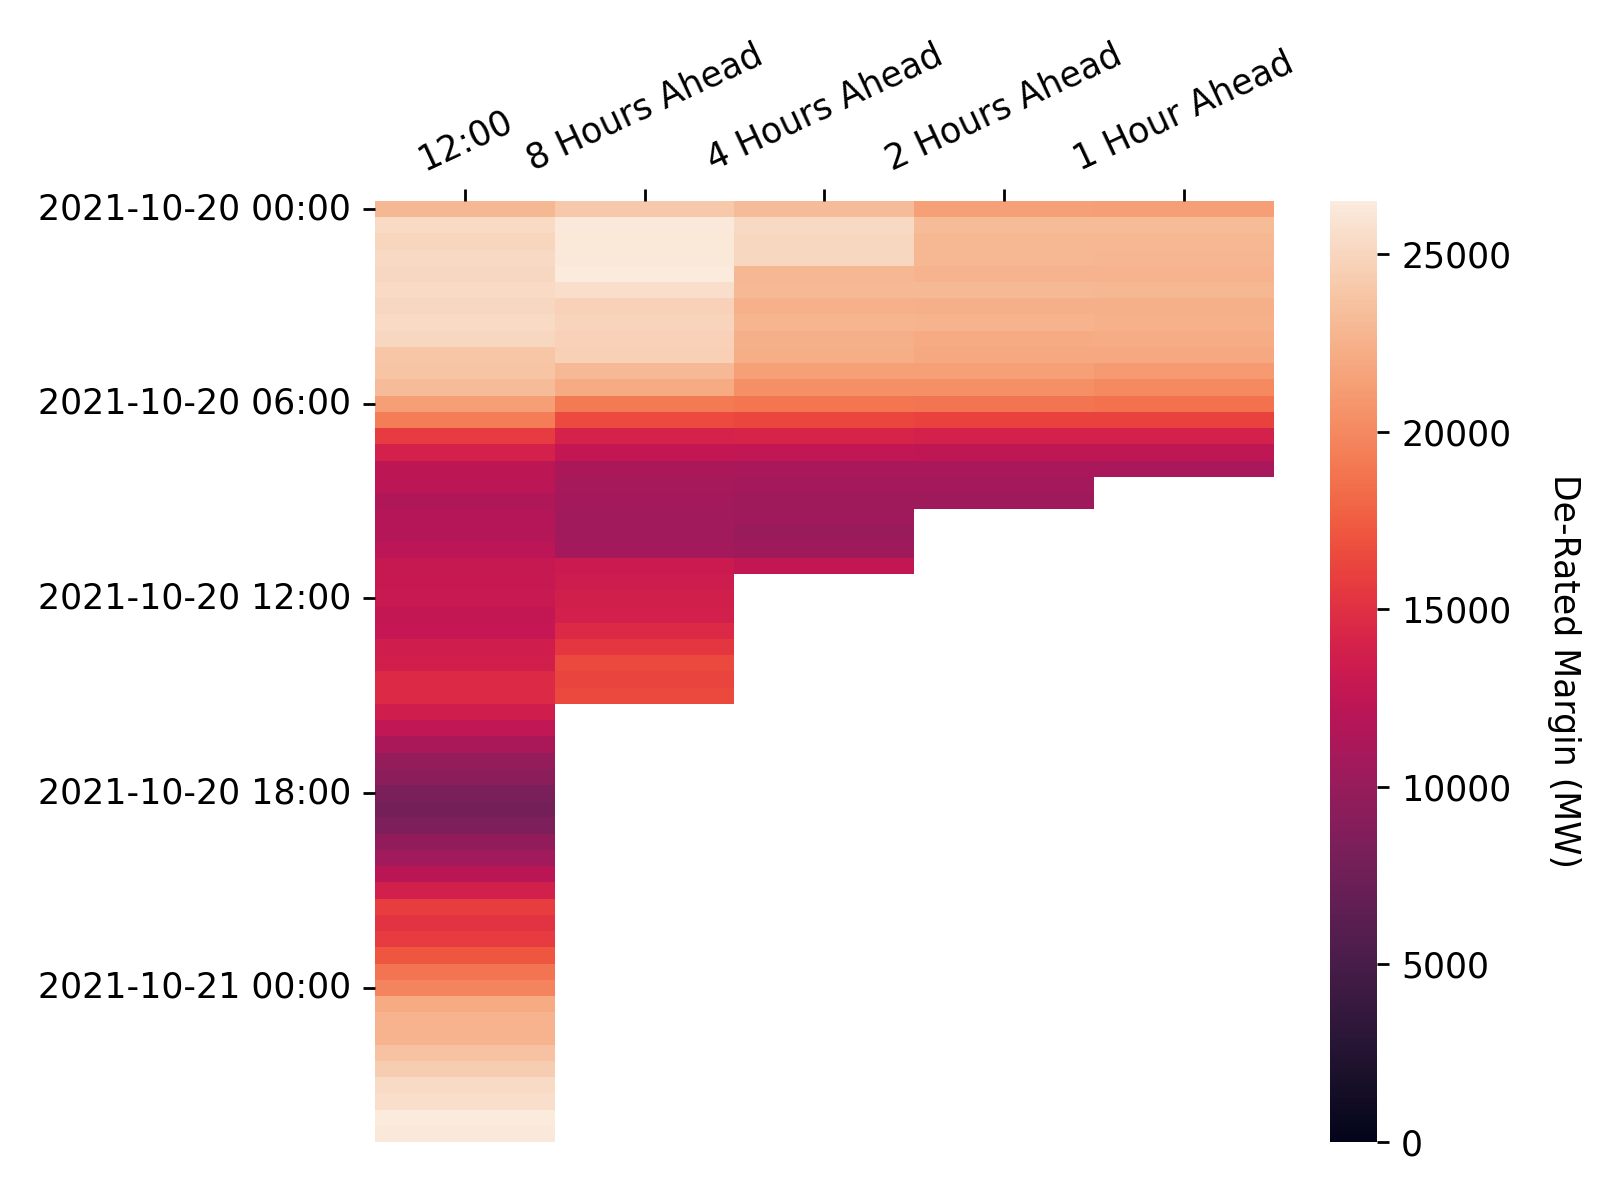 12:00
8 Hours Ahead
4 Hours Ahead
2 Hours Ahead
1 Hour Ahead
2021-10-20 00:00
2021-10-20 06:00
2021-10-20 12:00
2021-10-20 18:00
2021-10-21 00:00
25000
20000
15000
10000
5000
0
De-Rated Margin (MW)